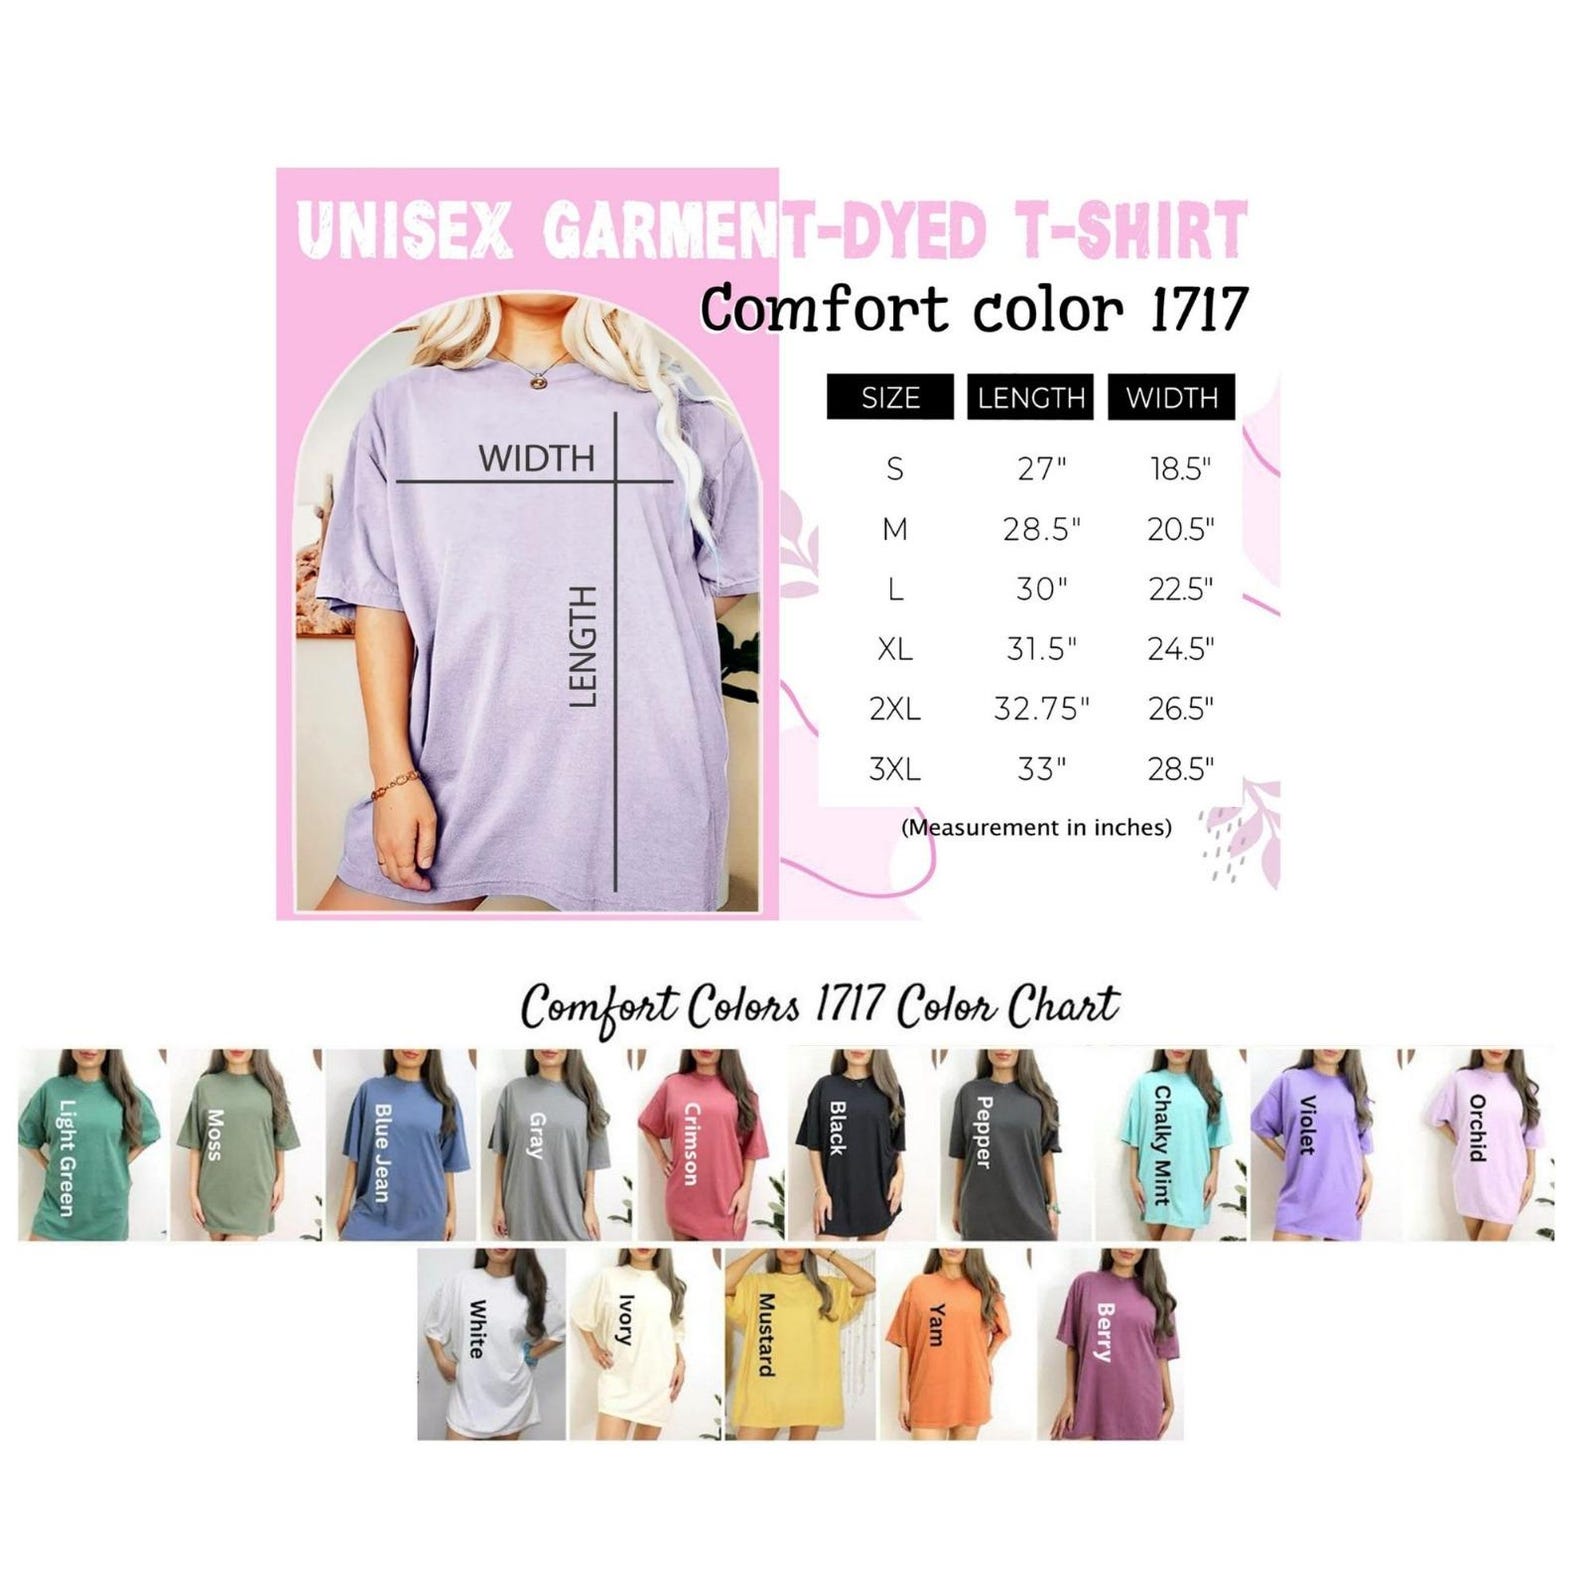 UNISEX GARMENT-DYED T-SHIRT
Comfort color 1717
WIDTH
LENGTH
SIZE LENGTH WIDTH
S 27" 18.5"
M 28.5" 20.5"
L 30" 22.5"
XL 31.5" 24.5"
2XL 32.75" 26.5"
3XL 33" 28.5"
(Measurement in inches)
Comfort Colors 1717 Color Chart
Light Green
Moss
Blue Jean
Gray
Crimson
Black
Pepper
Chalky Mint
Violet
Orchid
White
Ivory
Mustard
Yam
Berry